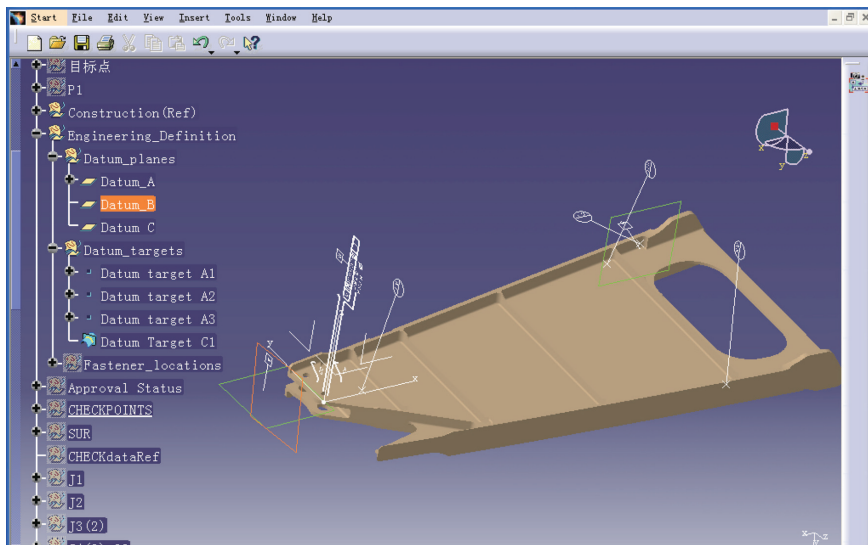 Start File Edit View Insert Tools Window Help
目标点
P1
Construction(Ref)
Engineering_Definition
Datum_planes
Datum_A
Datum_B
Datum C
Datum_targets
Datum target A1
Datum target A2
Datum target A3
Datum Target C1
Fastener_locations
Approval Status
CHECKPOINTS
SUR
CHECKdataRef
J1
J2
J3(2)
x
y
z
y
x